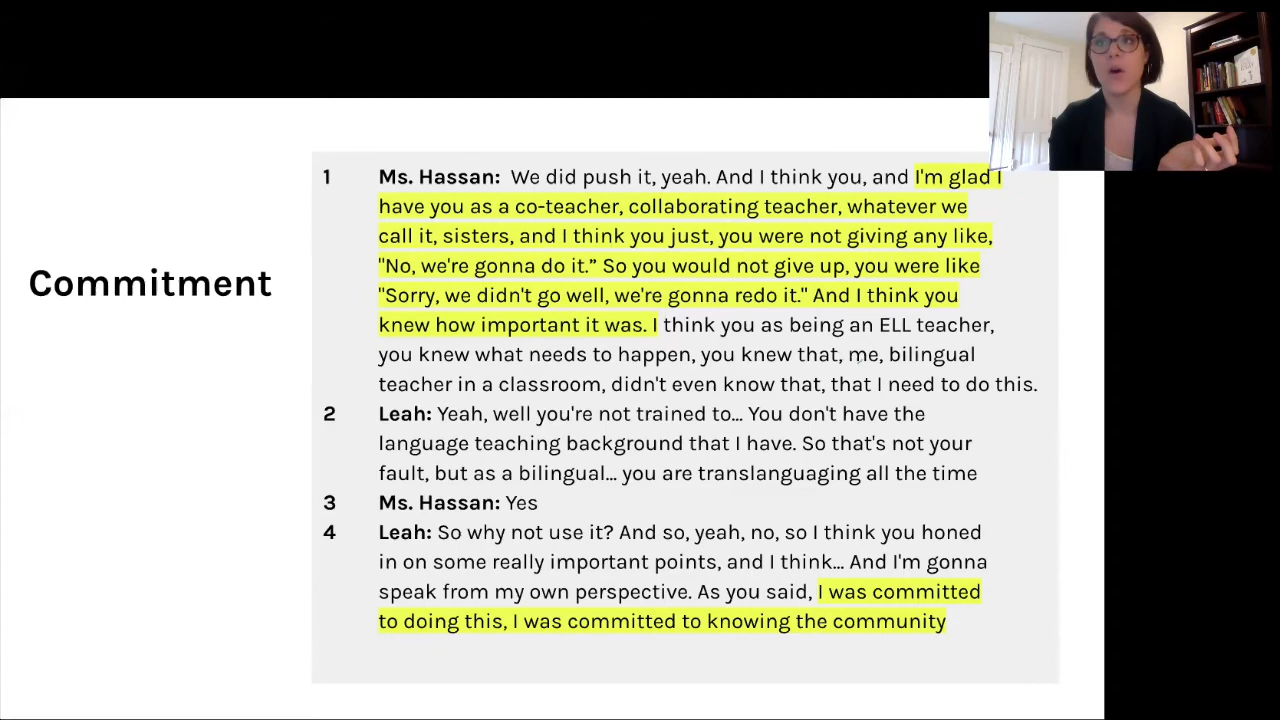 Commitment
1 Ms. Hassan: We did push it, yeah. And I think you, and I'm glad I
have you as a co-teacher, collaborating teacher, whatever we
call it, sisters, and I think you just, you were not giving any like,
"No, we're gonna do it.” So you would not give up, you were like
"Sorry, we didn't go well, we're gonna redo it." And I think you
knew how important it was. I think you as being an ELL teacher,
you knew what needs to happen, you knew that, me, bilingual
teacher in a classroom, didn't even know that, that I need to do this.
2 Leah: Yeah, well you're not trained to... You don't have the
language teaching background that I have. So that's not your
fault, but as a bilingual... you are translanguaging all the time
3 Ms. Hassan: Yes
4 Leah: So why not use it? And so, yeah, no, so I think you honed
in on some really important points, and I think... And I'm gonna
speak from my own perspective. As you said, I was committed
to doing this, I was committed to knowing the community